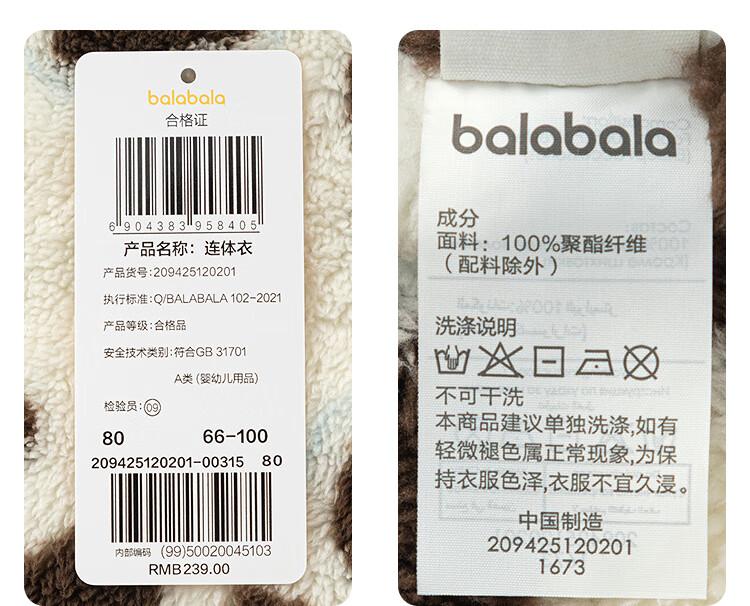 balabala
合格证
6 904383 958405
产品名称：连体衣
产品货号:209425120201
执行标准:Q/BALABALA 102-2021
产品等级:合格品
安全技术类别:符合GB 31701
A类 (婴幼儿用品)
检验员:09
80 66-100
209425120201-00315 80
内部编码 (99)50020045103
RMB239.00
balabala
成分
面料：100%聚酯纤维
（配料除外）
洗涤说明
不可干洗
本商品建议单独洗涤,如有
轻微褪色属正常现象,为保
持衣服色泽,衣服不宜久浸。
中国制造
209425120201
1673